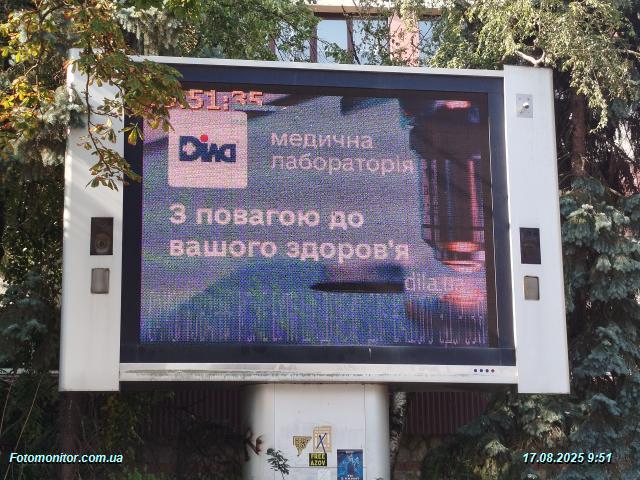 :51:35
Діла
медична
лабораторія
З повагою до
вашого здоров'я
dila.ua
FREE
AZOV
Fotomonitor.com.ua
17.08.2025 9:51